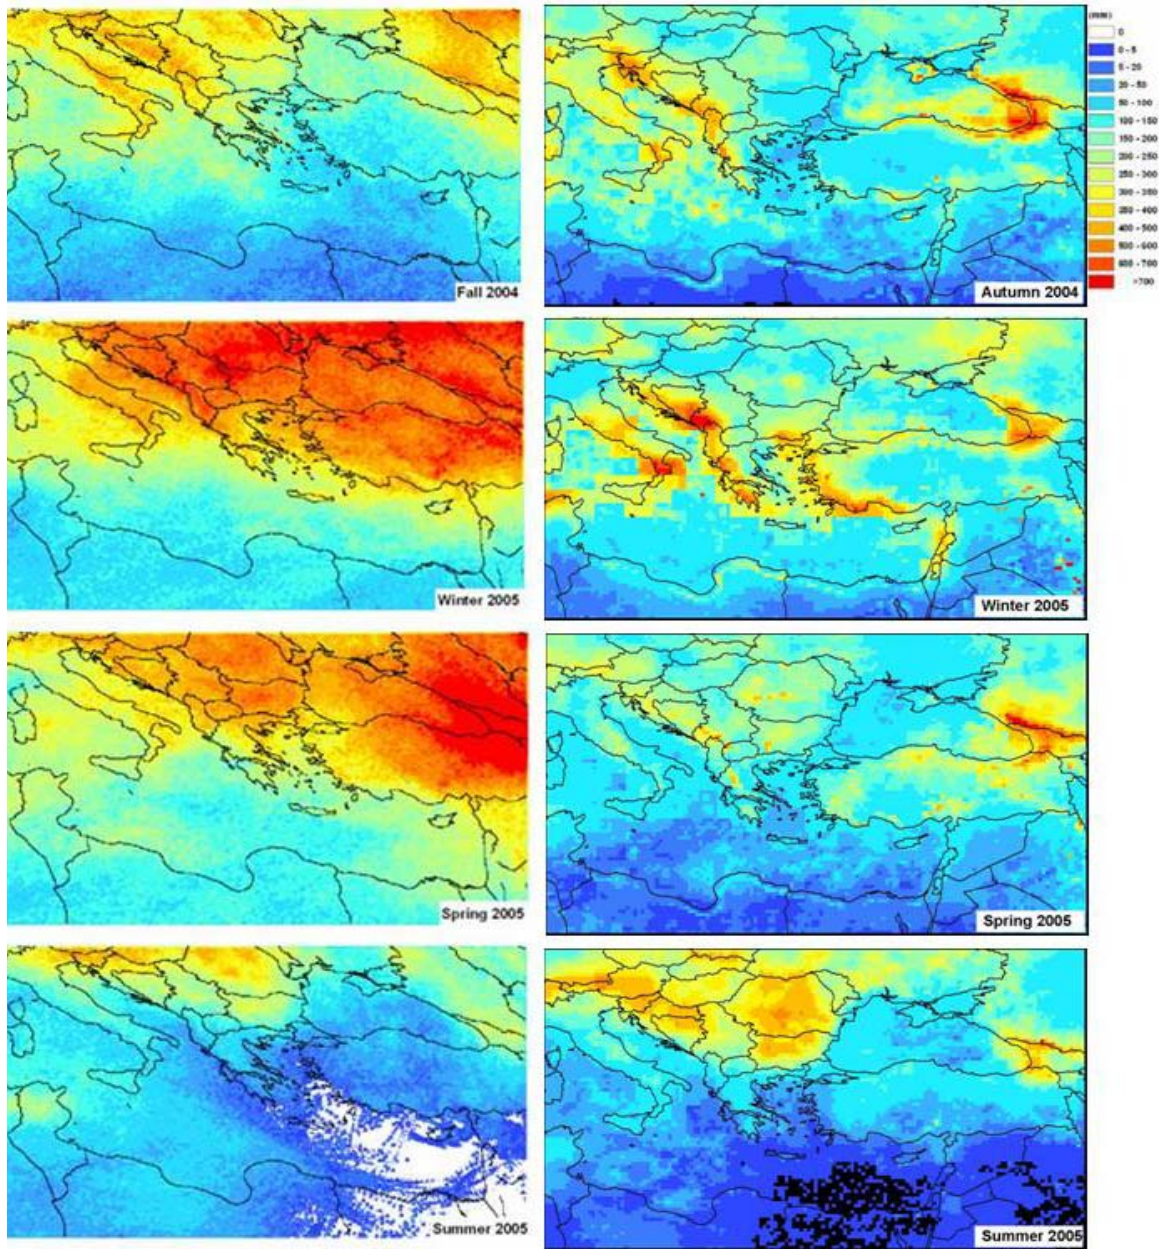 (mm)
0
0 - 5
5 - 20
20 - 50
50 - 100
100 - 150
150 - 200
200 - 250
250 - 300
300 - 350
350 - 400
400 - 500
500 - 600
600 - 700
>700
Fall 2004
Autumn 2004
Winter 2005
Winter 2005
Spring 2005
Spring 2005
Summer 2005
Summer 2005